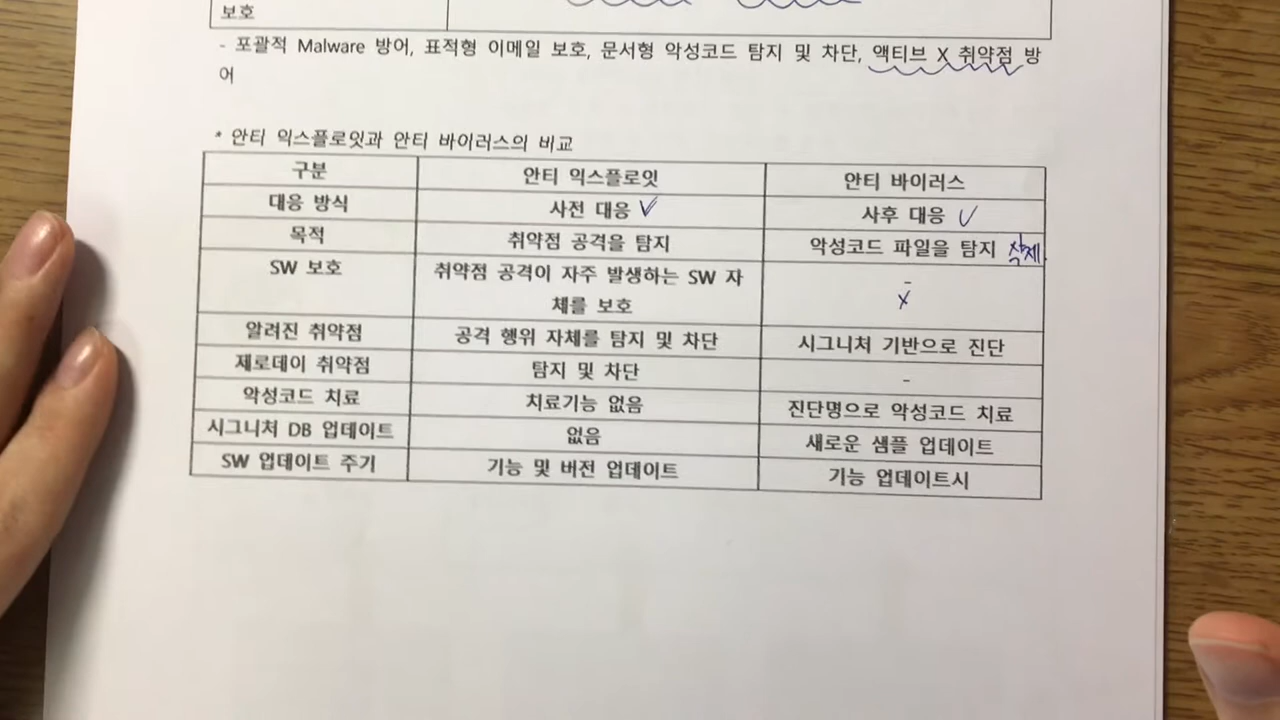 보호
- 포괄적 Malware 방어, 표적형 이메일 보호, 문서형 악성코드 탐지 및 차단, 액티브 X 취약점 방
어
* 안티 익스플로잇과 안티 바이러스의 비교
구분 안티 익스플로잇 안티 바이러스
대응 방식 사전 대응 사후 대응
목적 취약점 공격을 탐지 악성코드 파일을 탐지 삭제.
SW 보호 취약점 공격이 자주 발생하는 SW 자 -
체를 보호 X
알려진 취약점 공격 행위 자체를 탐지 및 차단 시그니처 기반으로 진단
제로데이 취약점 탐지 및 차단 -
악성코드 치료 치료기능 없음 진단명으로 악성코드 치료
시그니쳐 DB 업데이트 없음 새로운 샘플 업데이트
SW 업데이트 주기 기능 및 버전 업데이트 기능 업데이트시